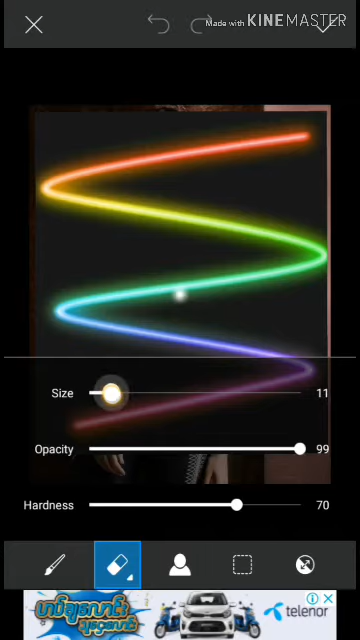 Made with KINEMASTER
Size 11
Opacity 99
Hardness 70
telenor